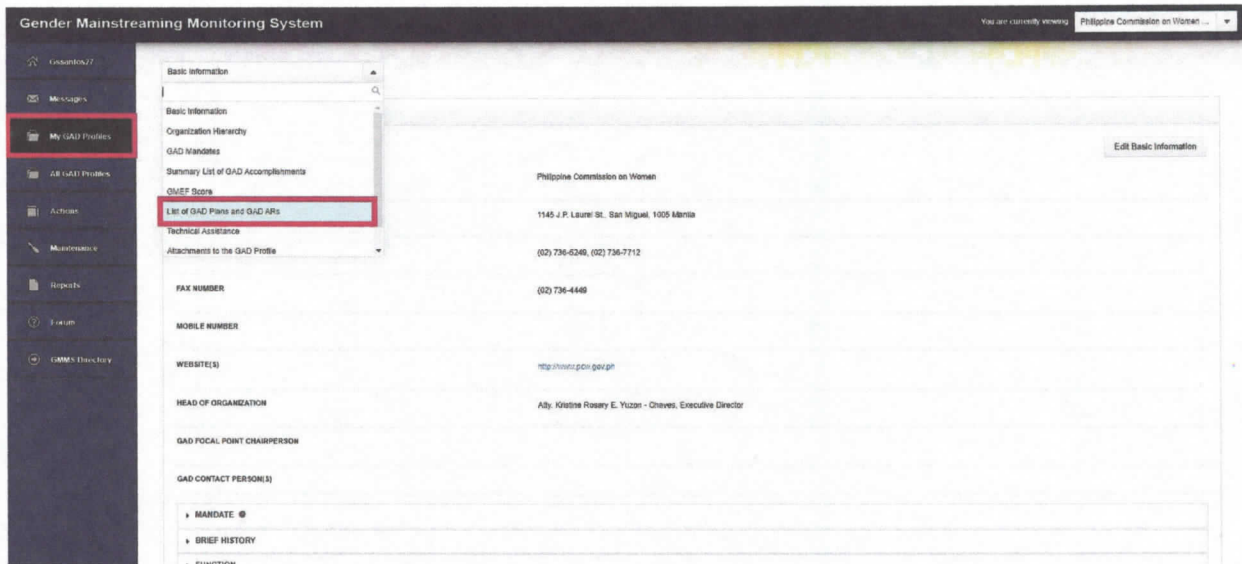 Gender Mainstreaming Monitoring System
You are currently viewing Philippine Commission on Women ...
Gssantos27
Messages
My GAD Profiles
All GAD Profiles
Actions
Maintenance
Reports
Forum
GMMS Directory
Basic Information
Basic Information
Organization Hierarchy
GAD Mandates
Summary List of GAD Accomplishments
GMEF Score
List of GAD Plans and GAD ARs
Technical Assistance
Attachments to the GAD Profile
Edit Basic Information
Philippine Commission on Women
1145 J.P. Laurel St., San Miguel, 1005 Manila
(02) 736-5249, (02) 736-7712
FAX NUMBER
(02) 736-4449
MOBILE NUMBER
WEBSITE(S)
http://www.pcw.gov.ph
HEAD OF ORGANIZATION
Atty. Kristine Rosary E. Yuzon - Chaves, Executive Director
GAD FOCAL POINT CHAIRPERSON
GAD CONTACT PERSON(S)
MANDATE
BRIEF HISTORY
FUNCTION